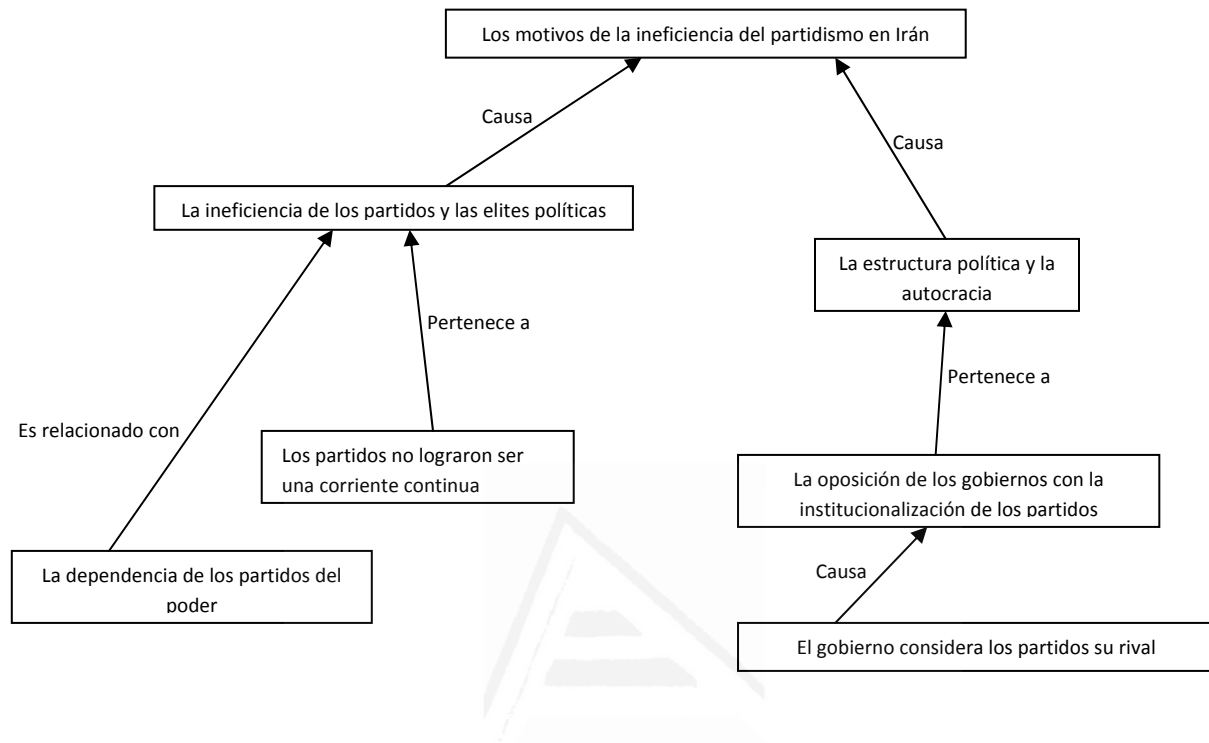 Los motivos de la ineficiencia del partidismo en Irán
Causa
Causa
La ineficiencia de los partidos y las elites políticas
La estructura política y la
autocracia
Pertenece a
Pertenece a
Es relacionado con
Los partidos no lograron ser
una corriente continua
La oposición de los gobiernos con la
institucionalización de los partidos
La dependencia de los partidos del
poder
Causa
El gobierno considera los partidos su rival